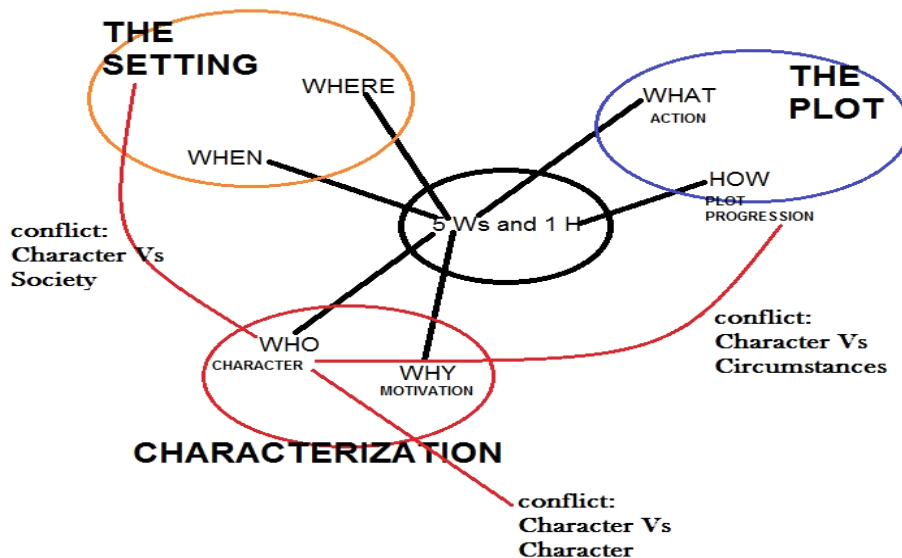 THE
SETTING
WHERE
WHEN
WHAT
ACTION
THE
PLOT
HOW
PLOT
PROGRESSION
5 Ws and 1 H
conflict:
Character Vs
Society
WHO
CHARACTER
WHY
MOTIVATION
CHARACTERIZATION
conflict:
Character Vs
Circumstances
conflict:
Character Vs
Character